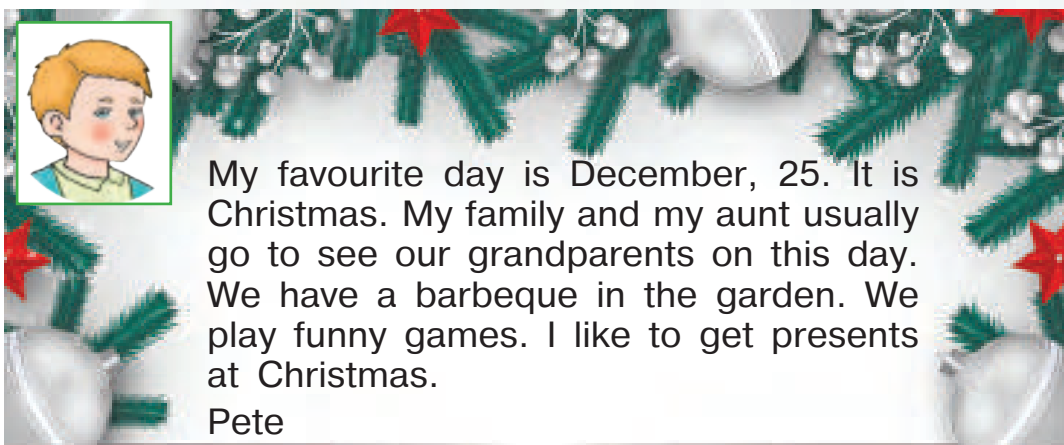 My favourite day is December, 25. It is
Christmas. My family and my aunt usually
go to see our grandparents on this day.
We have a barbeque in the garden. We
play funny games. I like to get presents
at Christmas.
Pete